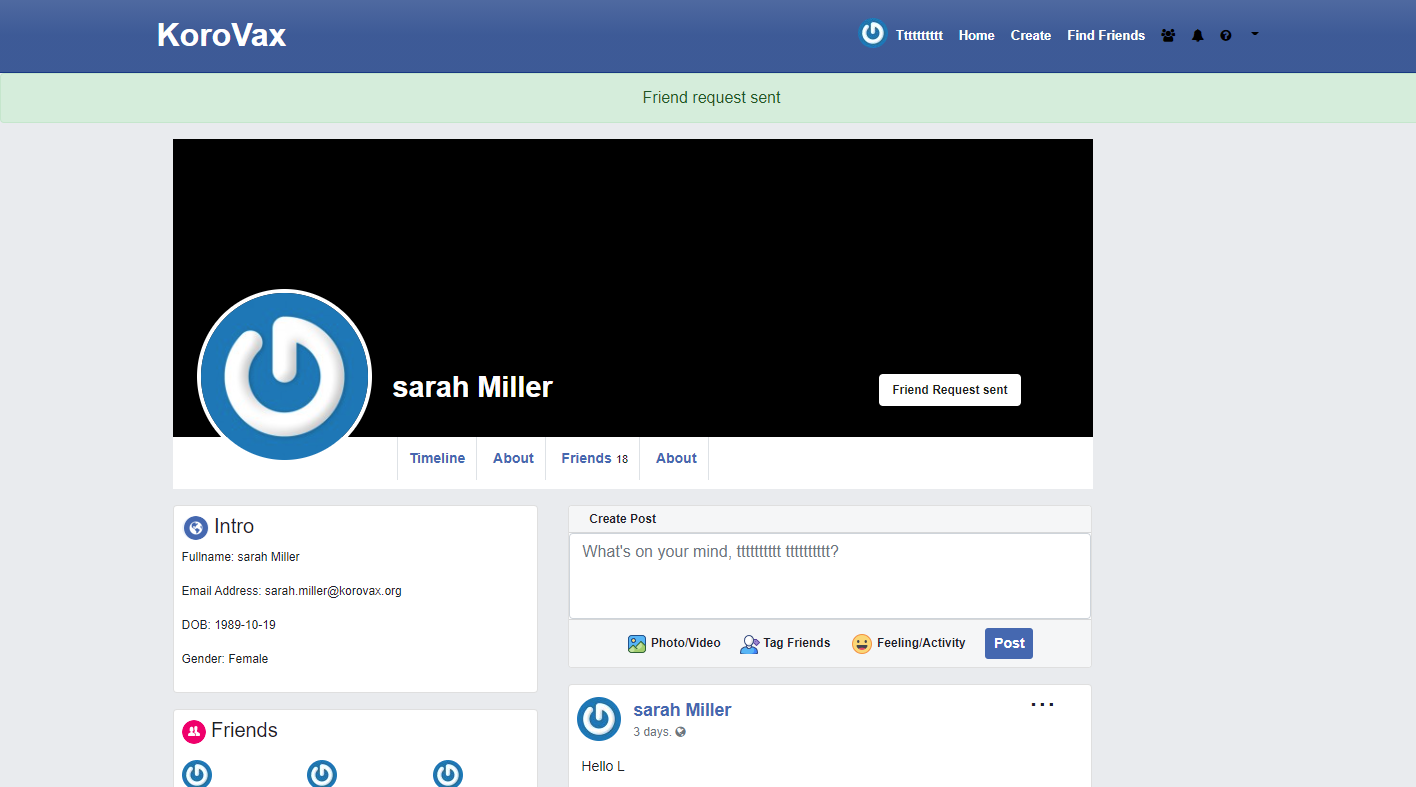 KoroVax
Tttttttttt Home Create Find Friends
Friend request sent
sarah Miller
Friend Request sent
Timeline About Friends 18 About
Intro
Fullname: sarah Miller
Email Address: sarah.miller@korovax.org
DOB: 1989-10-19
Gender: Female
Friends
Create Post
What's on your mind, tttttttttt tttttttttt?
Photo/Video Tag Friends Feeling/Activity Post
sarah Miller
3 days.
Hello L